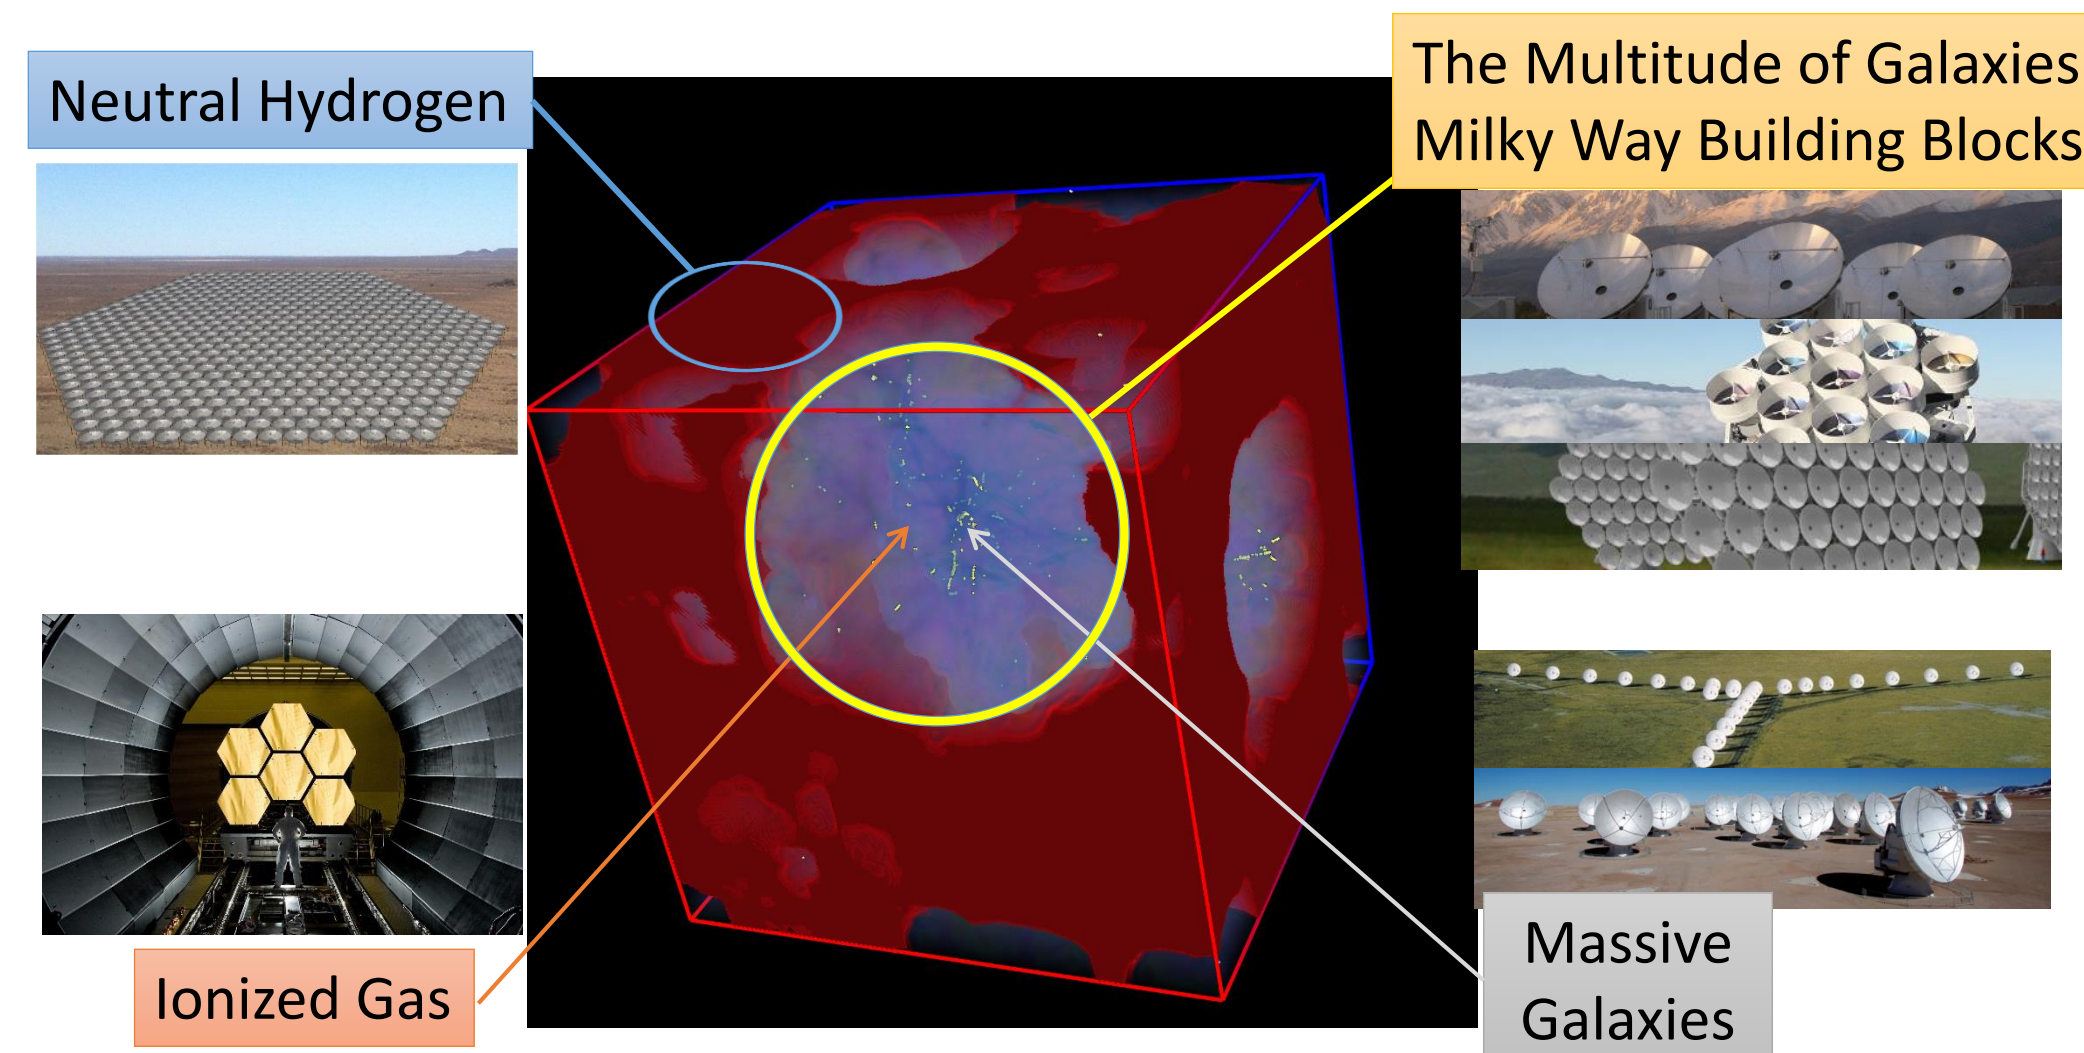 Neutral Hydrogen
The Multitude of Galaxies
Milky Way Building Blocks
Ionized Gas
Massive
Galaxies